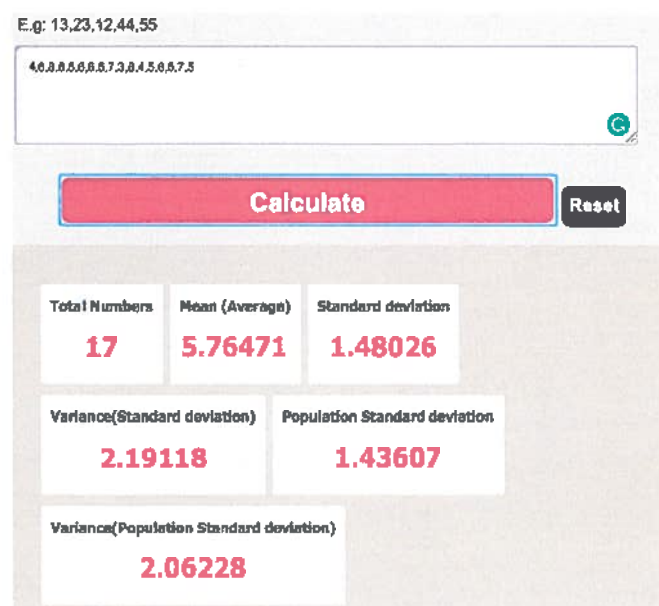 E.g: 13,23,12,44,55
Calculate
Reset
Total Numbers Mean (Average) Standard deviation
17 5.76471 1.48026
Variance(Standard deviation) Population Standard deviation
2.19118 1.43607
Variance(Population Standard deviation)
2.06228